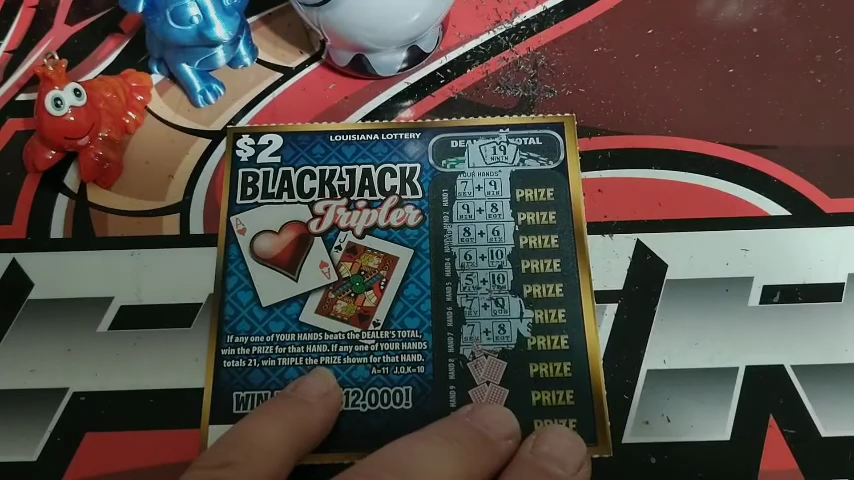 $2
LOUISIANA LOTTERY
BLACKJACK
Tripler
A
J
If any one of YOUR HANDS beats the DEALER'S TOTAL,
win the PRIZE for that HAND. If any one of YOUR HANDS
totals 21, win TRIPLE the PRIZE shown for that HAND.
A=11 J,Q,K=10
WIN
12,000!
TOTAL
19
YOUR HANDS
HAND 1
7 + 9
PRIZE
HAND 2
9 + 8
PRIZE
8 + 6
PRIZE
HAND 4
6 + 10
PRIZE
HAND 5
5 + 10
PRIZE
HAND 6
7 + Q
PRIZE
HAND 7
7 + 8
PRIZE
HAND 8
PRIZE
HAND 9
PRIZE
PRIZE